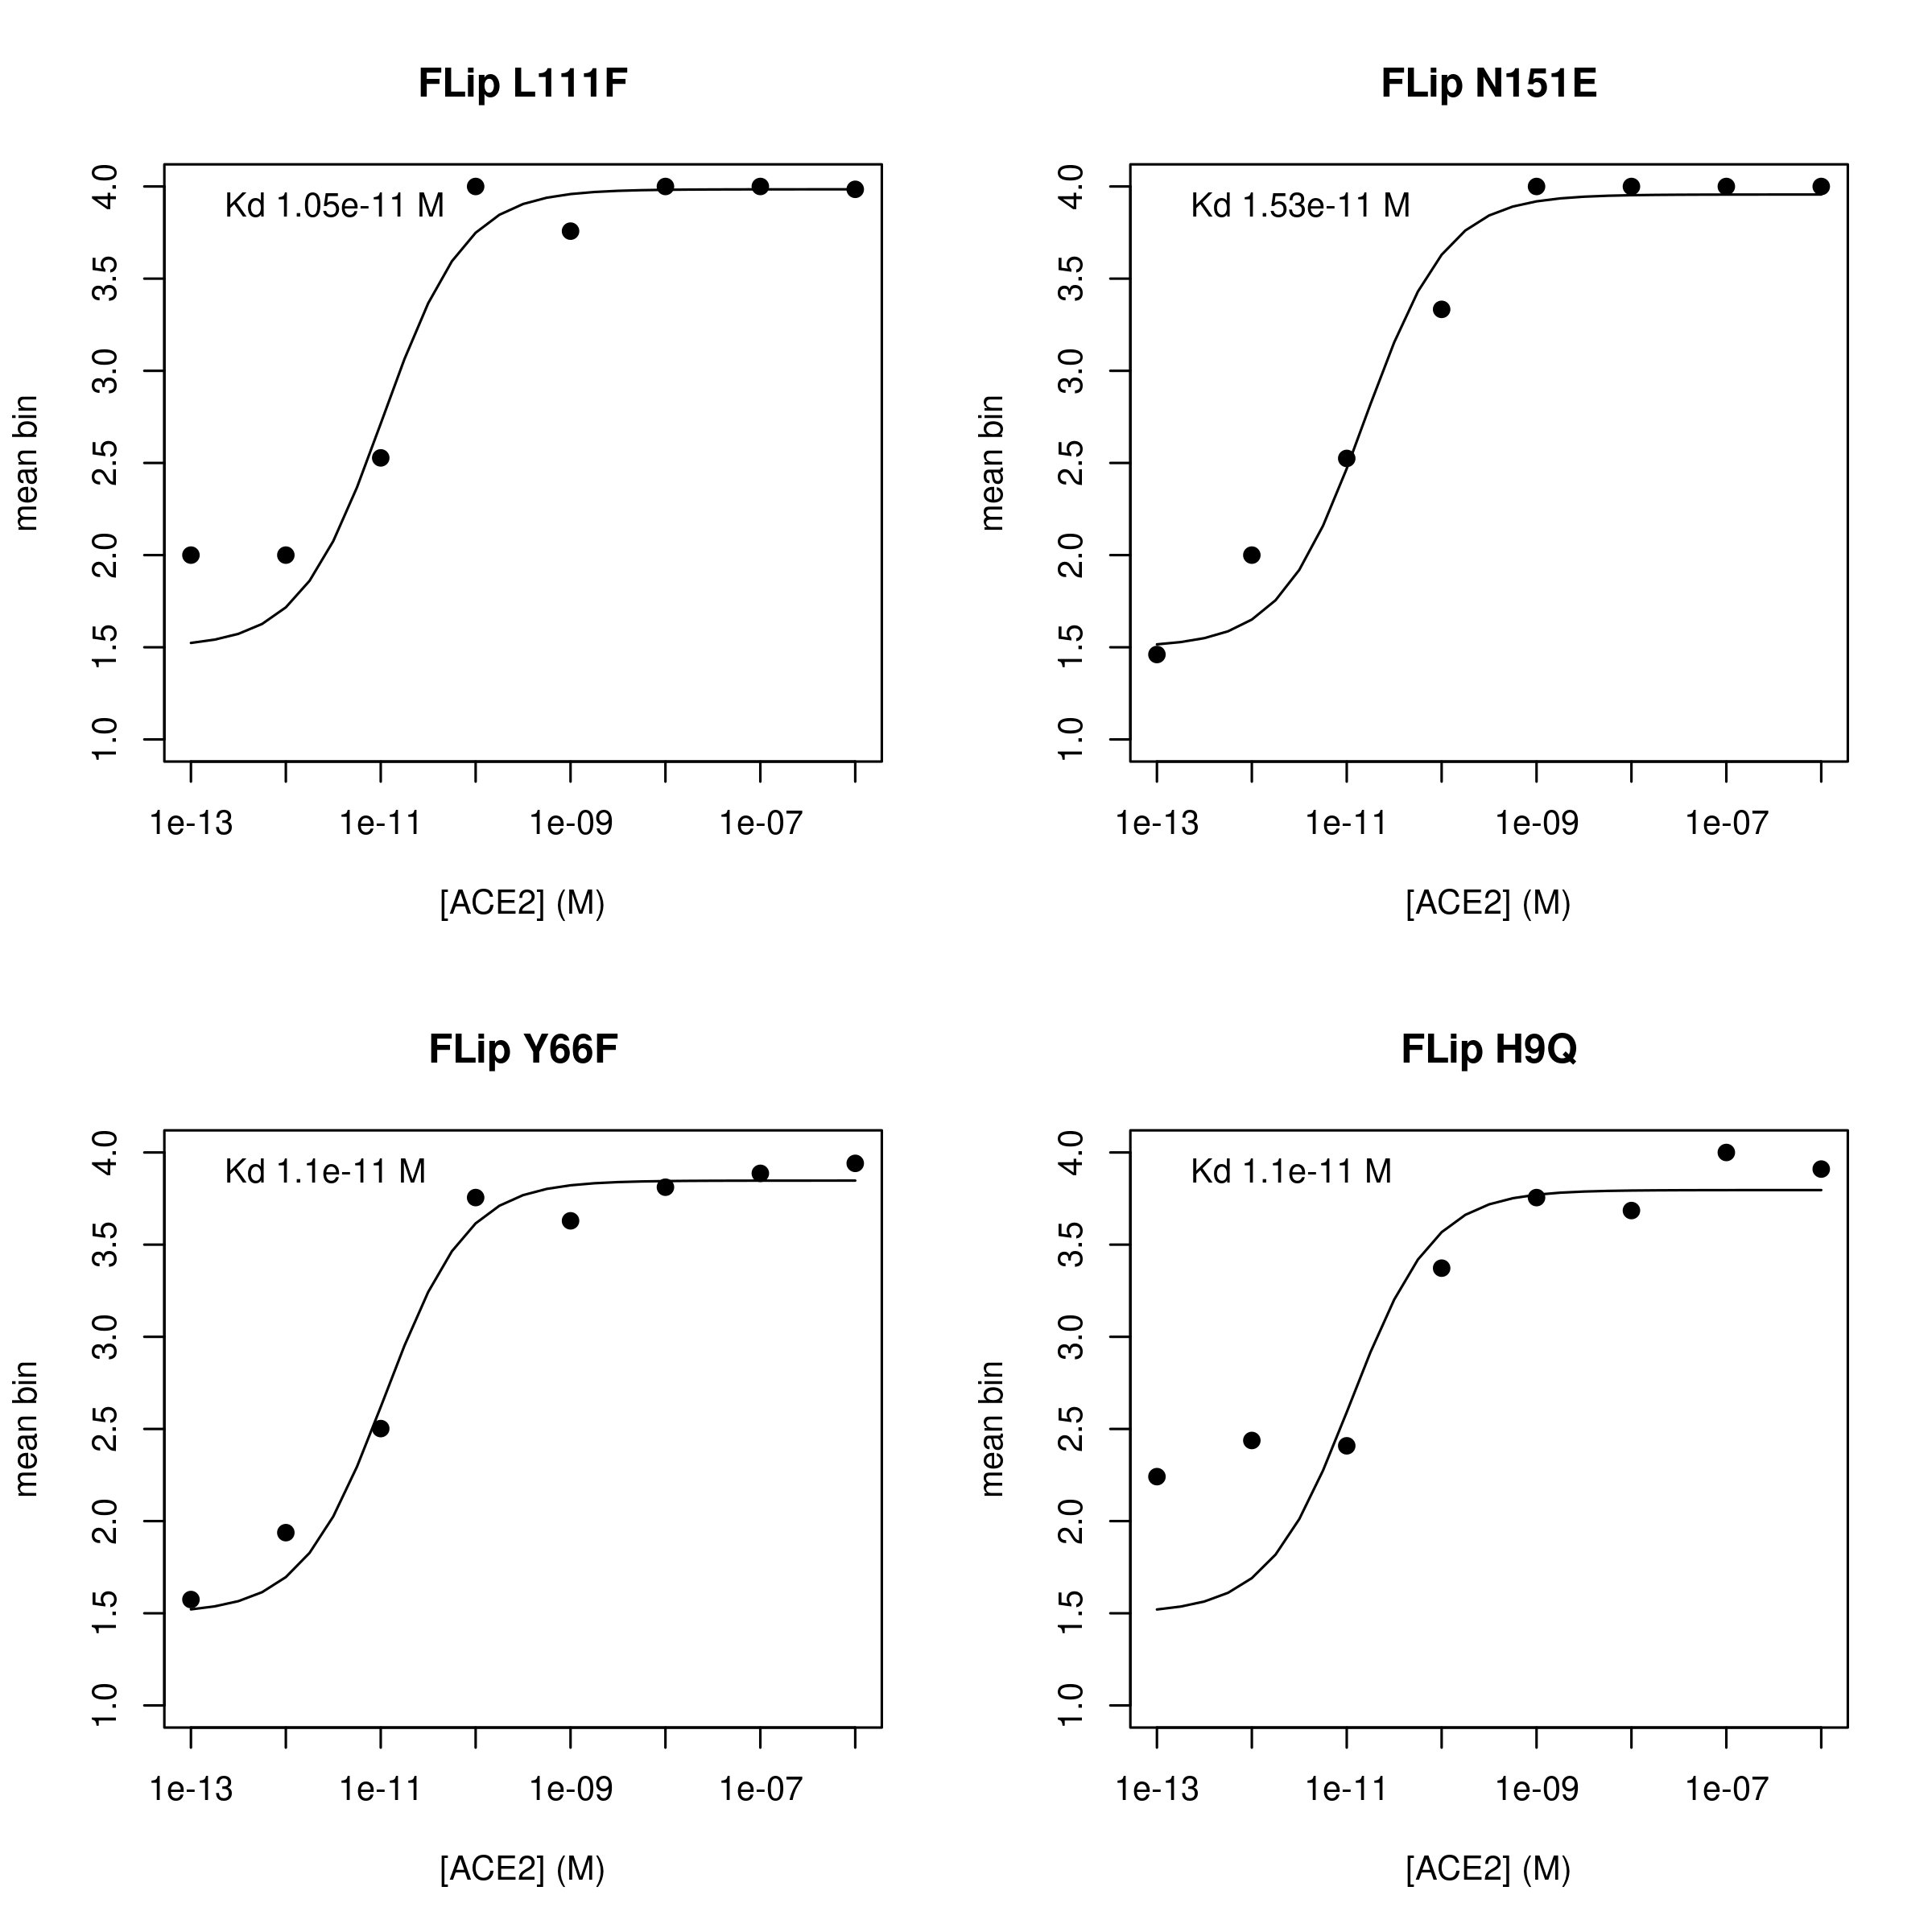 FLip L111F
Kd 1.05e-11 M
mean bin
4.0
3.5
3.0
2.5
2.0
1.5
1.0
1e-13 1e-11 1e-09 1e-07
[ACE2] (M)
FLip N151E
Kd 1.53e-11 M
mean bin
4.0
3.5
3.0
2.5
2.0
1.5
1.0
1e-13 1e-11 1e-09 1e-07
[ACE2] (M)
FLip Y66F
Kd 1.1e-11 M
mean bin
4.0
3.5
3.0
2.5
2.0
1.5
1.0
1e-13 1e-11 1e-09 1e-07
[ACE2] (M)
FLip H9Q
Kd 1.1e-11 M
mean bin
4.0
3.5
3.0
2.5
2.0
1.5
1.0
1e-13 1e-11 1e-09 1e-07
[ACE2] (M)